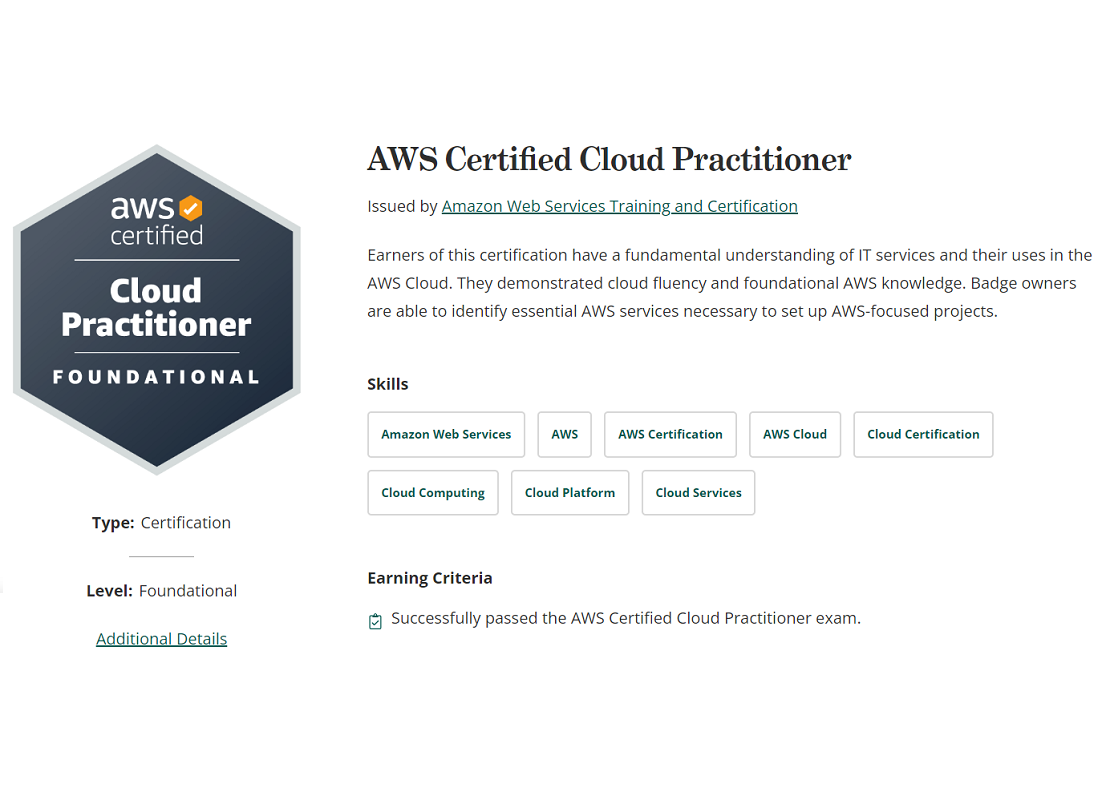 aws
certified
Cloud
Practitioner
FOUNDATIONAL
Type: Certification
Level: Foundational
Additional Details
AWS Certified Cloud Practitioner
Issued by Amazon Web Services Training and Certification
Earners of this certification have a fundamental understanding of IT services and their uses in the
AWS Cloud. They demonstrated cloud fluency and foundational AWS knowledge. Badge owners
are able to identify essential AWS services necessary to set up AWS-focused projects.
Skills
Amazon Web Services AWS AWS Certification AWS Cloud Cloud Certification
Cloud Computing Cloud Platform Cloud Services
Earning Criteria
Successfully passed the AWS Certified Cloud Practitioner exam.